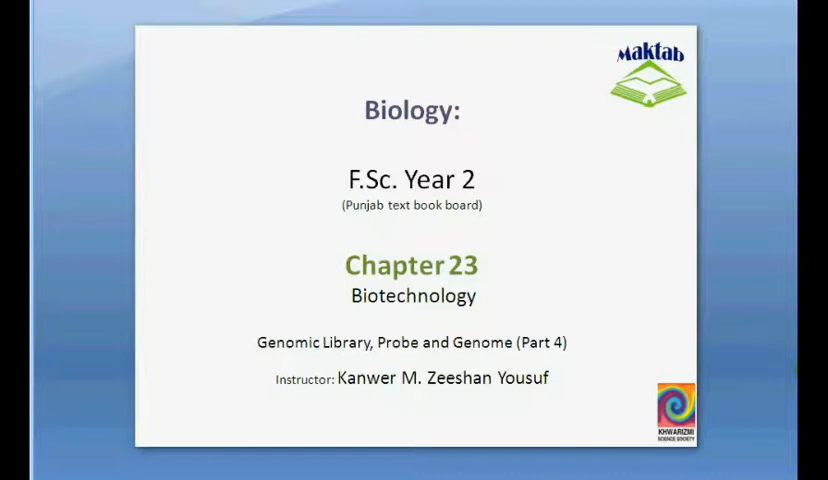 Maktab
Biology:
F.Sc. Year 2
(Punjab text book board)
Chapter 23
Biotechnology
Genomic Library, Probe and Genome (Part 4)
Instructor: Kanwer M. Zeeshan Yousuf
KHWARIZMI
SCIENCE SOCIETY